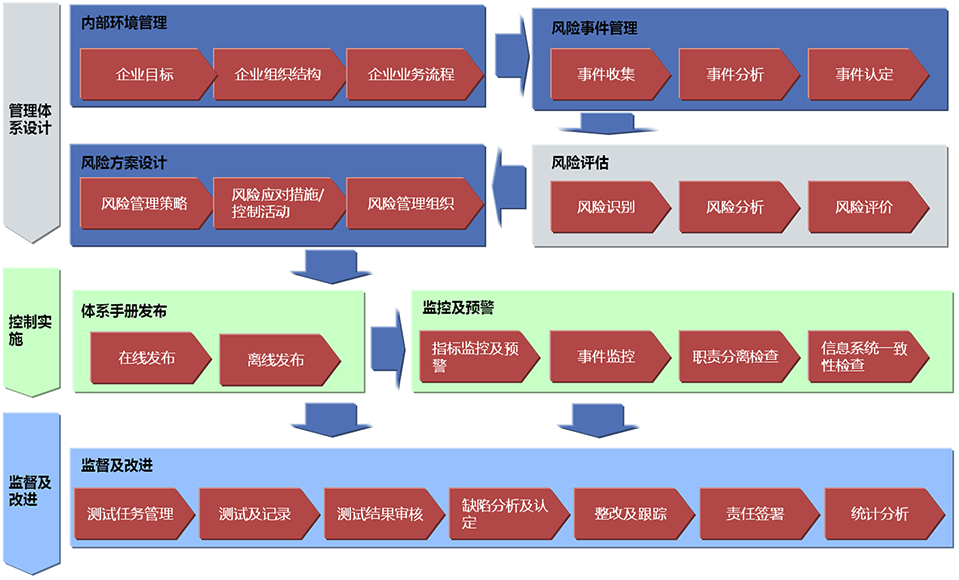 管理体
系设计
内部环境管理
企业目标
企业组织结构
企业业务流程
风险事件管理
事件收集
事件分析
事件认定
风险方案设计
风险管理策略
风险应对措施/
控制活动
风险管理组织
风险评估
风险识别
风险分析
风险评价
控制实
施
体系手册发布
在线发布
离线发布
监控及预警
指标监控及预
警
事件监控
职责分离检查
信息系统一致
性检查
监督及
改进
监督及改进
测试任务管理
测试及记录
测试结果审核
缺陷分析及认
定
整改及跟踪
责任签署
统计分析